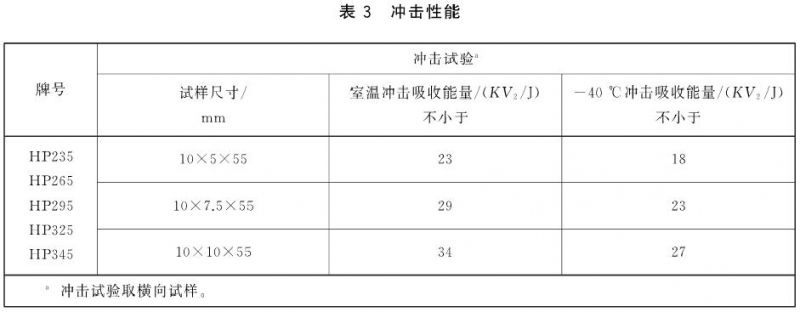 表 3 冲击性能
牌号
冲击试验ᵃ
试样尺寸/
mm
室温冲击吸收能量/(KV₂/J)
不小于
－40 ℃冲击吸收能量/(KV₂/J)
不小于
HP235
HP265
HP295
HP325
HP345
10×5×55 23 18
10×7.5×55 29 23
10×10×55 34 27
ᵃ 冲击试验取横向试样。